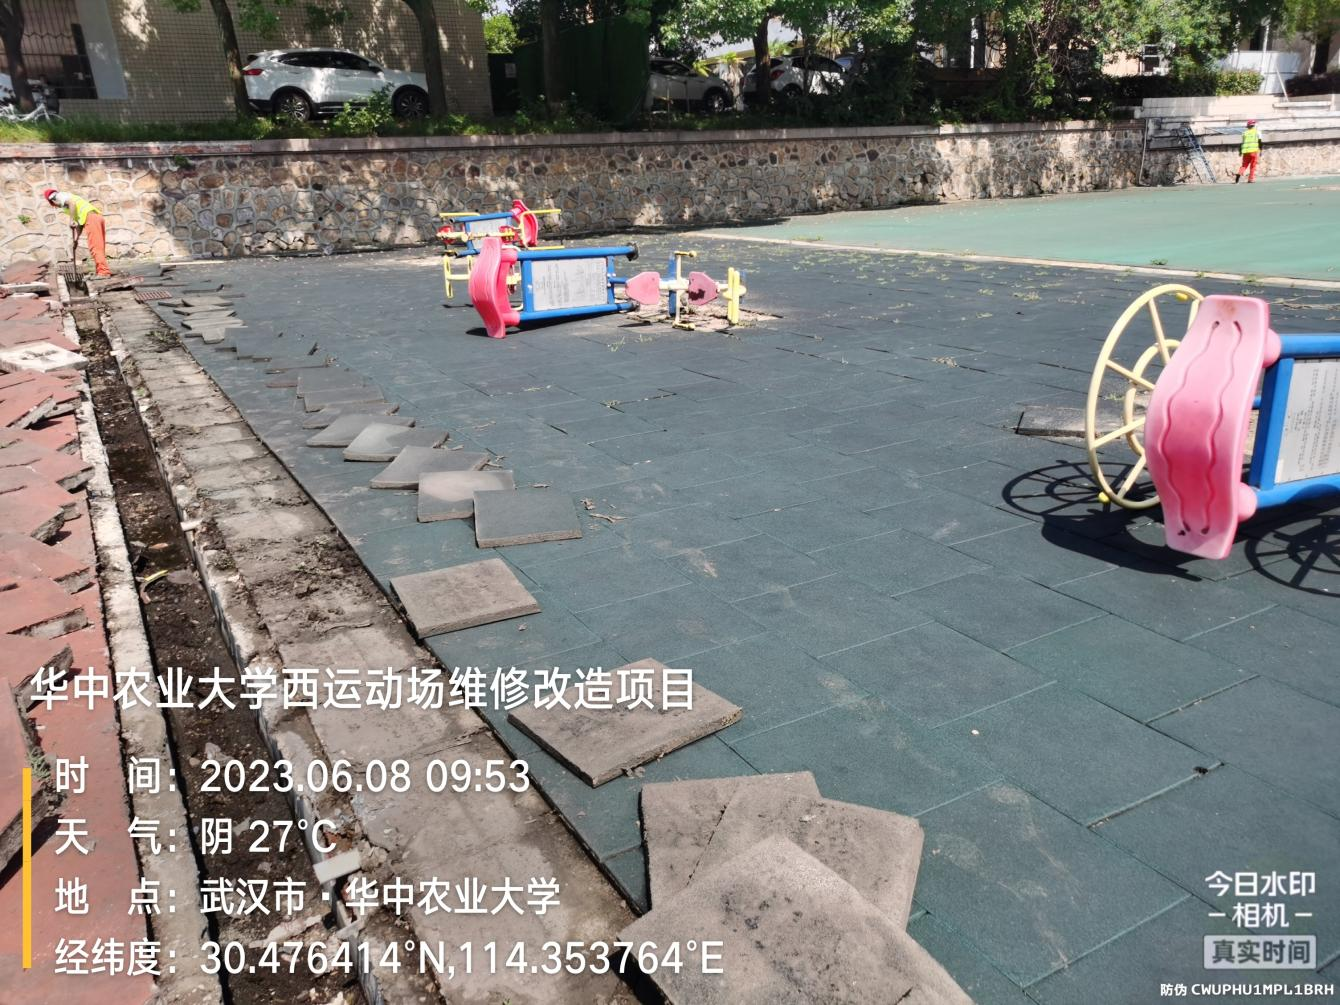 华中农业大学西运动场维修改造项目
时 间：2023.06.08 09:53
天 气：阴 27℃
地 点：武汉市·华中农业大学
经纬度：30.476414°N,114.353764°E
今日水印
-相机-
真实时间
防伪 CWUPHU1MPL1BRH